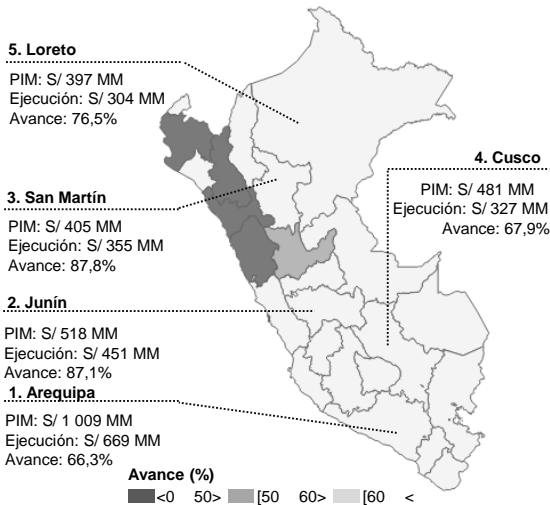 5. Loreto
PIM: S/ 397 MM
Ejecución: S/ 304 MM
Avance: 76,5%
4. Cusco
PIM: S/ 481 MM
Ejecución: S/ 327 MM
Avance: 67,9%
3. San Martín
PIM: S/ 405 MM
Ejecución: S/ 355 MM
Avance: 87,8%
2. Junín
PIM: S/ 518 MM
Ejecución: S/ 451 MM
Avance: 87,1%
1. Arequipa
PIM: S/ 1 009 MM
Ejecución: S/ 669 MM
Avance: 66,3%
Avance (%)
<0 50> [50 60> [60 <